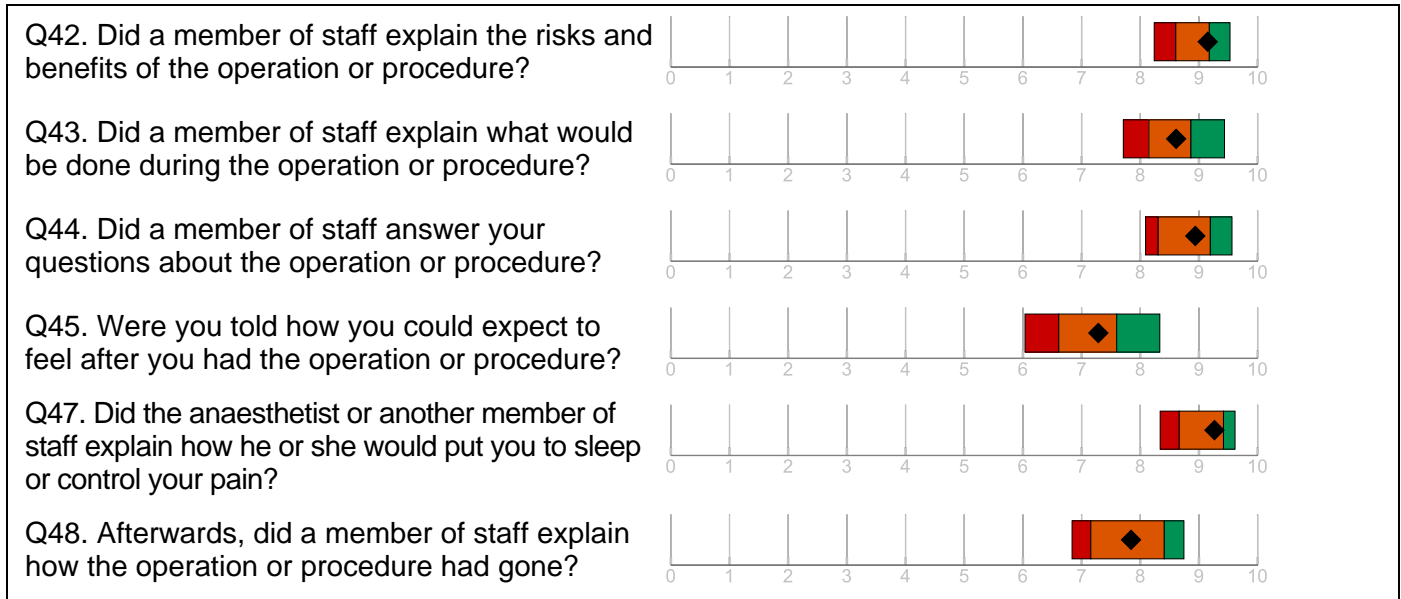 Q42. Did a member of staff explain the risks and
benefits of the operation or procedure?
0 1 2 3 4 5 6 7 8 9 10
Q43. Did a member of staff explain what would
be done during the operation or procedure?
0 1 2 3 4 5 6 7 8 9 10
Q44. Did a member of staff answer your
questions about the operation or procedure?
0 1 2 3 4 5 6 7 8 9 10
Q45. Were you told how you could expect to
feel after you had the operation or procedure?
0 1 2 3 4 5 6 7 8 9 10
Q47. Did the anaesthetist or another member of
staff explain how he or she would put you to sleep
or control your pain?
0 1 2 3 4 5 6 7 8 9 10
Q48. Afterwards, did a member of staff explain
how the operation or procedure had gone?
0 1 2 3 4 5 6 7 8 9 10